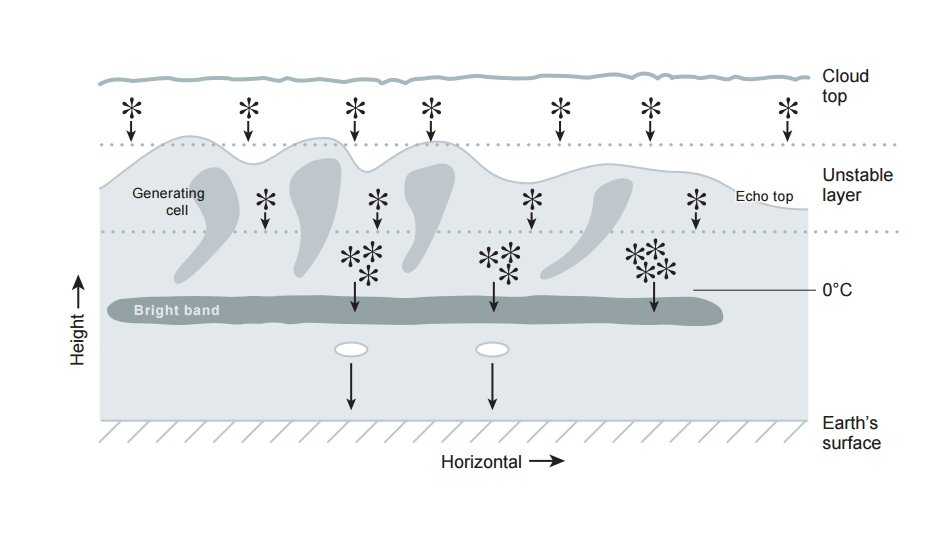 Cloud
top
Unstable
layer
Generating
cell
Echo top
0°C
Bright band
Height
Earth's
surface
Horizontal